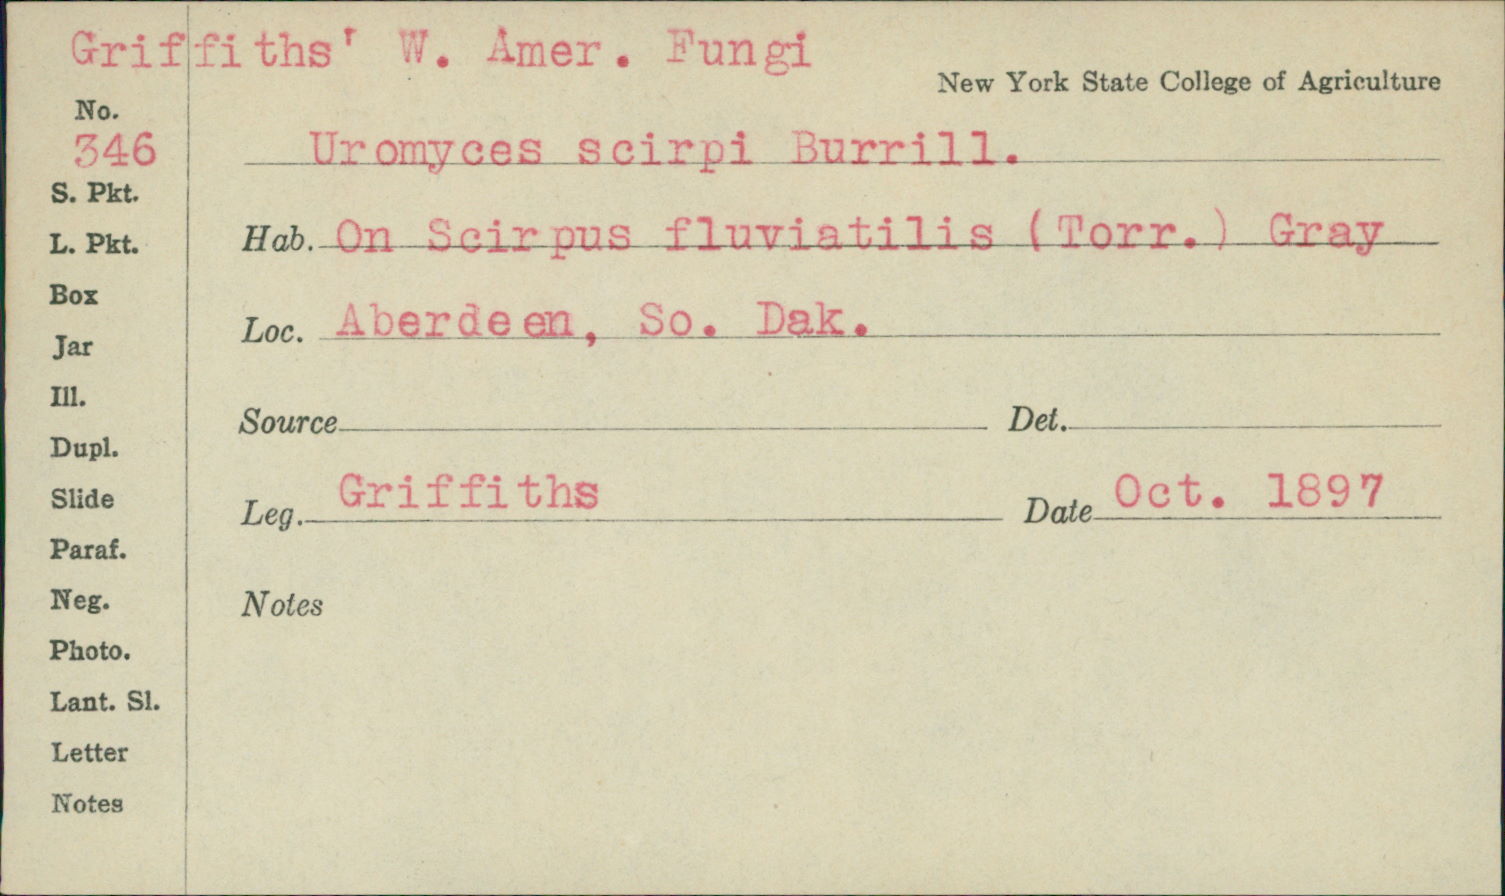 Griffiths' W. Amer. Fungi
New York State College of Agriculture
No.
346
Uromyces scirpi Burrill.
S. Pkt.
L. Pkt.
Hab. On Scirpus fluviatilis (Torr.) Gray
Box
Loc. Aberdeen, So. Dak.
Jar
Ill.
Source Det.
Dupl.
Slide
Leg. Griffiths Date Oct. 1897
Paraf.
Neg.
Notes
Photo.
Lant. Sl.
Letter
Notes